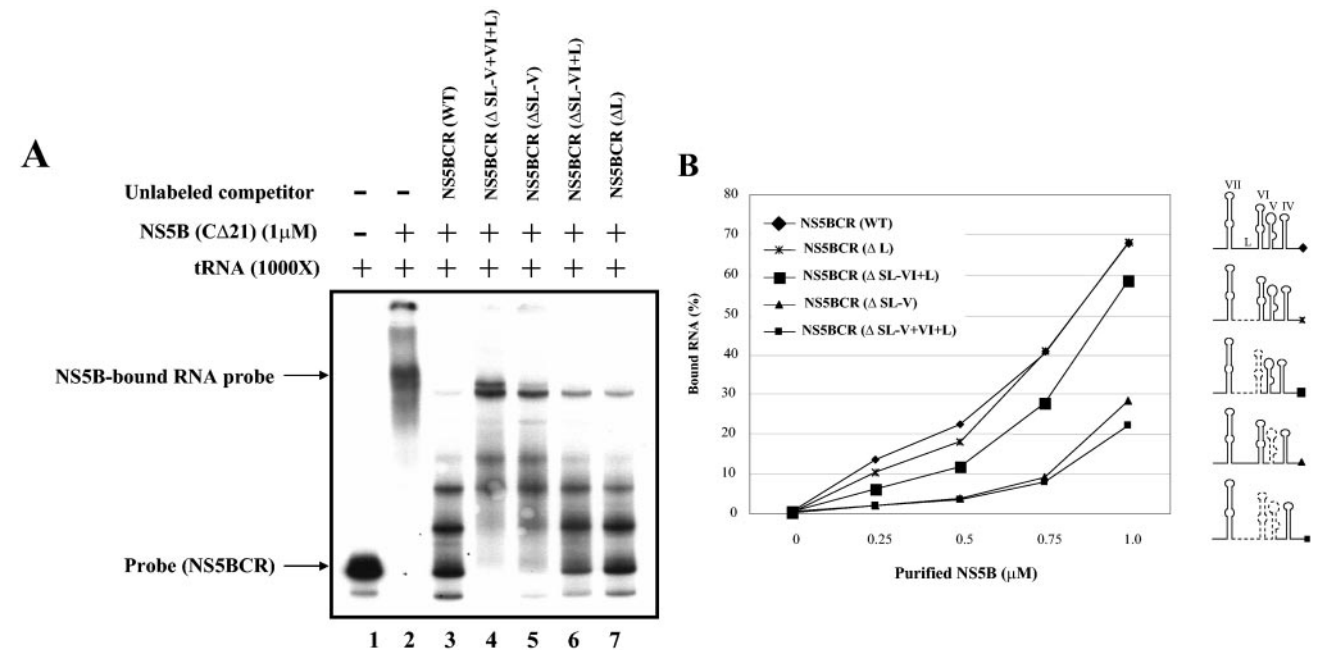 A
Unlabeled competitor
NS5B (CΔ21) (1μM)
tRNA (1000X)
– – NS5BCR (WT) NS5BCR (Δ SL-V+VI+L) NS5BCR (ΔSL-V) NS5BCR (ΔSL-VI+L) NS5BCR (ΔL)
– + + + + + +
+ + + + + + +
NS5B-bound RNA probe
Probe (NS5BCR)
1 2 3 4 5 6 7
B
Bound RNA (%)
80
70
60
50
40
30
20
10
0
NS5BCR (WT)
NS5BCR (Δ L)
NS5BCR (Δ SL-VI+L)
NS5BCR (Δ SL-V)
NS5BCR (Δ SL-V+VI+L)
0 0.25 0.5 0.75 1.0
Purified NS5B (μM)
VII
VI
V IV
L